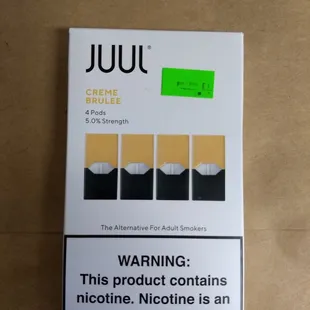 JUUL
CREME
BRULEE
4 Pods
5.0% Strength
The Alternative For Adult Smokers
WARNING:
This product contains
nicotine. Nicotine is an